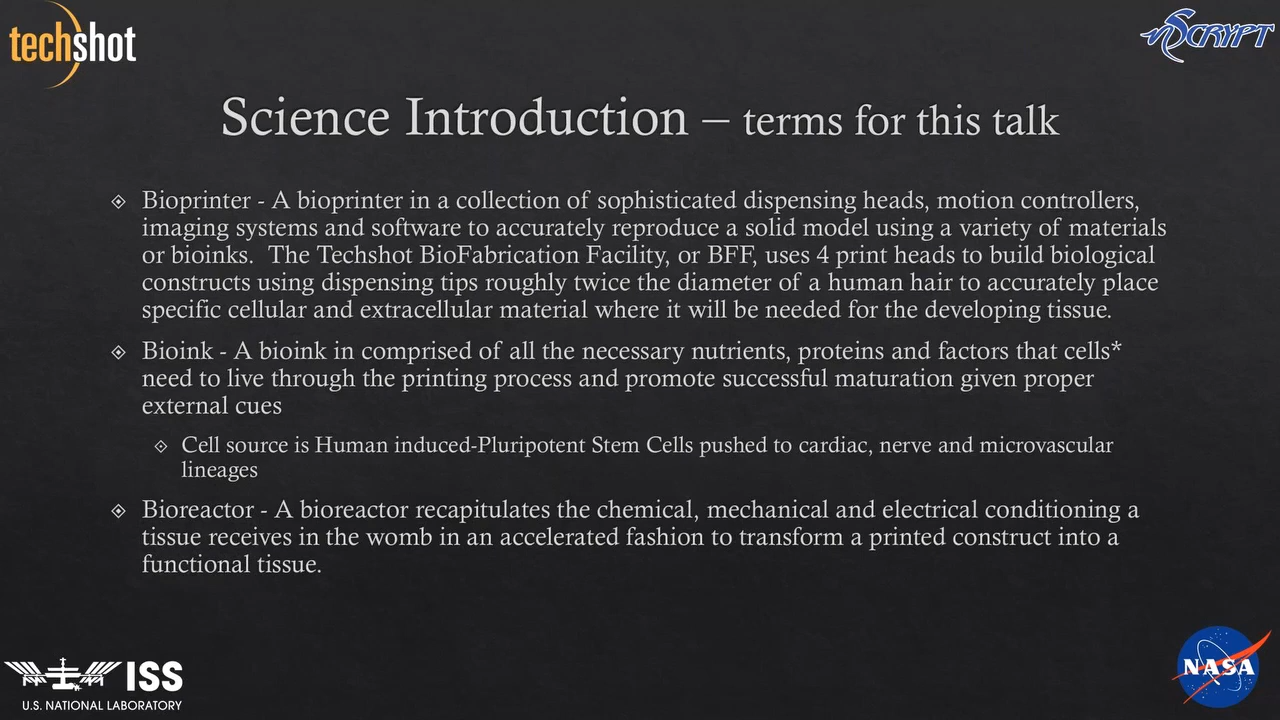 techshot
nSCRYPT
Science Introduction – terms for this talk
Bioprinter - A bioprinter in a collection of sophisticated dispensing heads, motion controllers,
imaging systems and software to accurately reproduce a solid model using a variety of materials
or bioinks.  The Techshot BioFabrication Facility, or BFF, uses 4 print heads to build biological
constructs using dispensing tips roughly twice the diameter of a human hair to accurately place
specific cellular and extracellular material where it will be needed for the developing tissue.
Bioink - A bioink in comprised of all the necessary nutrients, proteins and factors that cells*
need to live through the printing process and promote successful maturation given proper
external cues
Cell source is Human induced-Pluripotent Stem Cells pushed to cardiac, nerve and microvascular
lineages
Bioreactor - A bioreactor recapitulates the chemical, mechanical and electrical conditioning a
tissue receives in the womb in an accelerated fashion to transform a printed construct into a
functional tissue.
ISS
U.S. NATIONAL LABORATORY
NASA